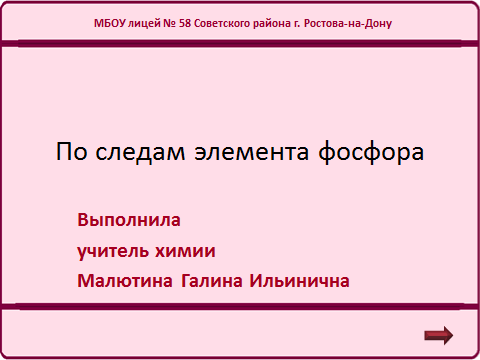 МБОУ лицей № 58 Советского района г. Ростова-на-Дону
По следам элемента фосфора
Выполнила
учитель химии
Малютина Галина Ильинична